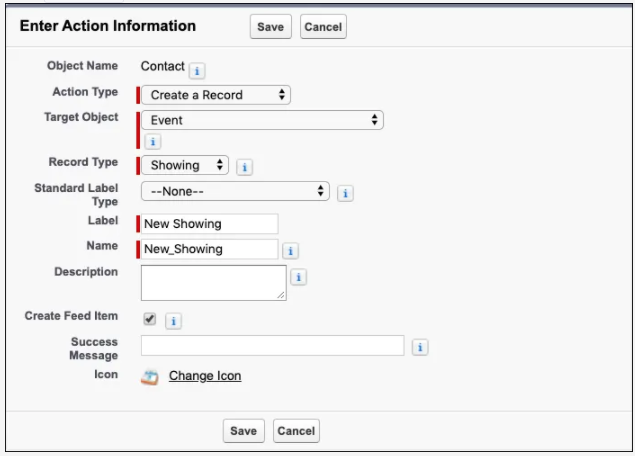 Enter Action Information Save Cancel
Object Name Contact i
Action Type Create a Record
Target Object Event
i
Record Type Showing i
Standard Label Type --None-- i
Label New Showing
Name New_Showing i
Description i
Create Feed Item i
Success Message i
Icon Change Icon
Save Cancel